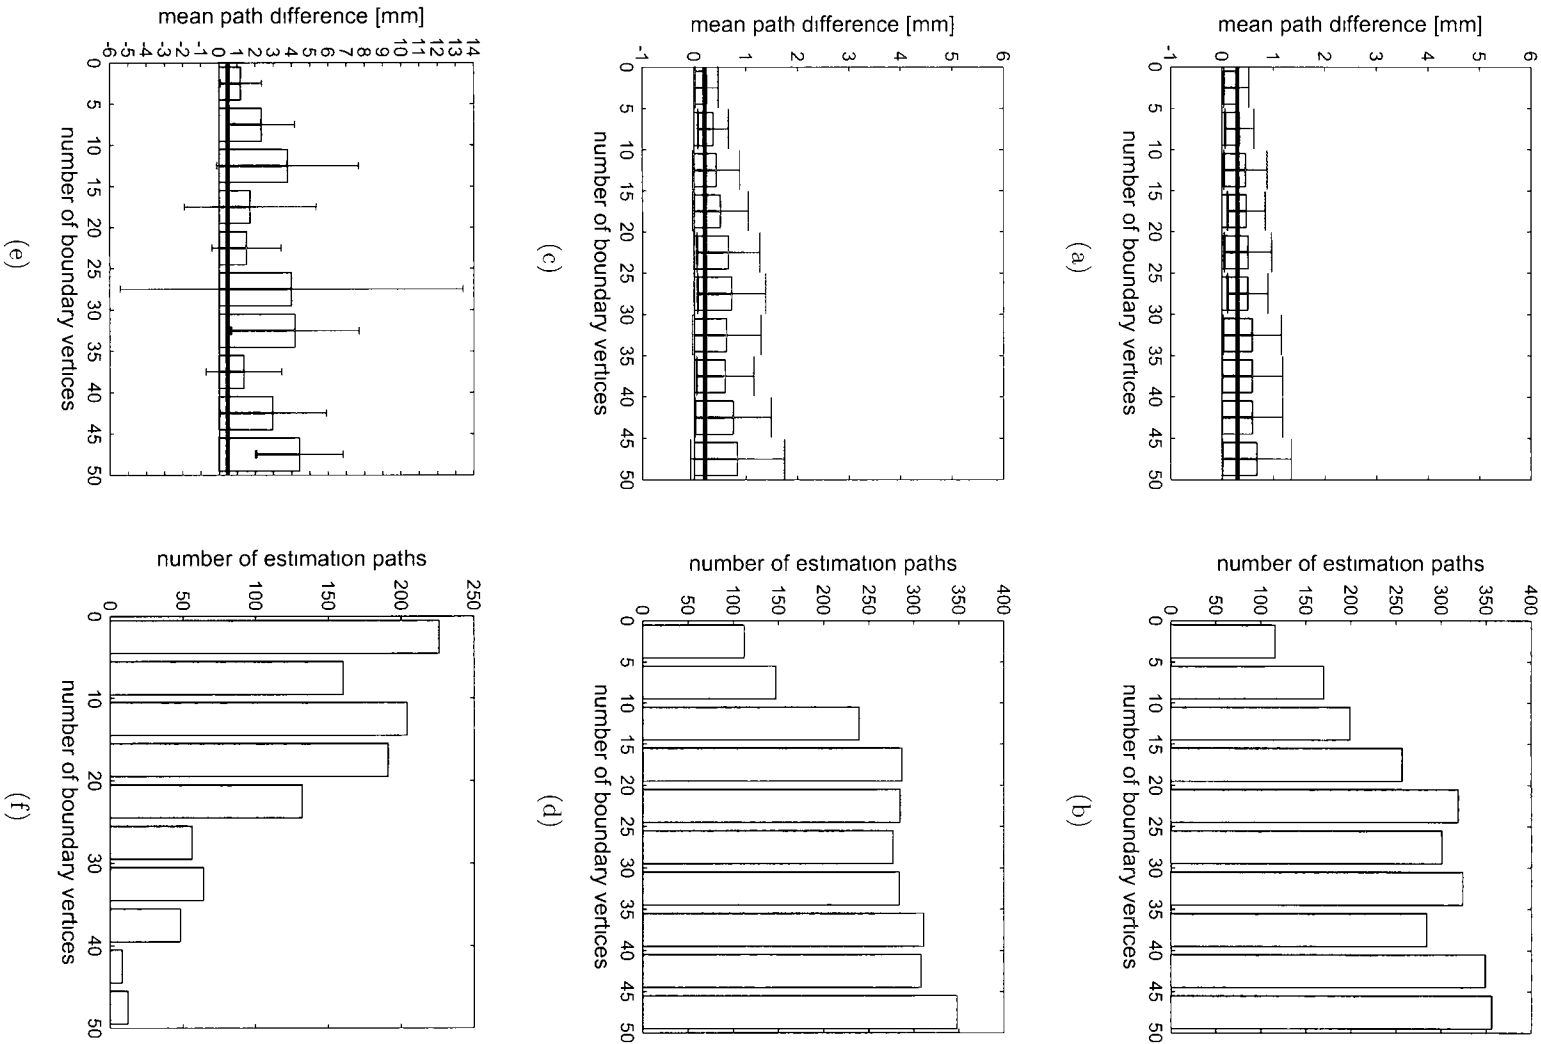 mean path difference [mm]
6
5
4
3
2
1
0
-1
0 5 10 15 20 25 30 35 40 45 50
number of boundary vertices
(a)
number of estimation paths
400
350
300
250
200
150
100
50
0
0 5 10 15 20 25 30 35 40 45 50
number of boundary vertices
(b)
mean path difference [mm]
6
5
4
3
2
1
0
-1
0 5 10 15 20 25 30 35 40 45 50
number of boundary vertices
(c)
number of estimation paths
400
350
300
250
200
150
100
50
0
0 5 10 15 20 25 30 35 40 45 50
number of boundary vertices
(d)
mean path difference [mm]
14
13
12
11
10
9
8
7
6
5
4
3
2
1
0
-1
-2
-3
-4
-5
-6
0 5 10 15 20 25 30 35 40 45 50
number of boundary vertices
(e)
number of estimation paths
250
200
150
100
50
0
0 10 20 30 40 50
number of boundary vertices
(f)